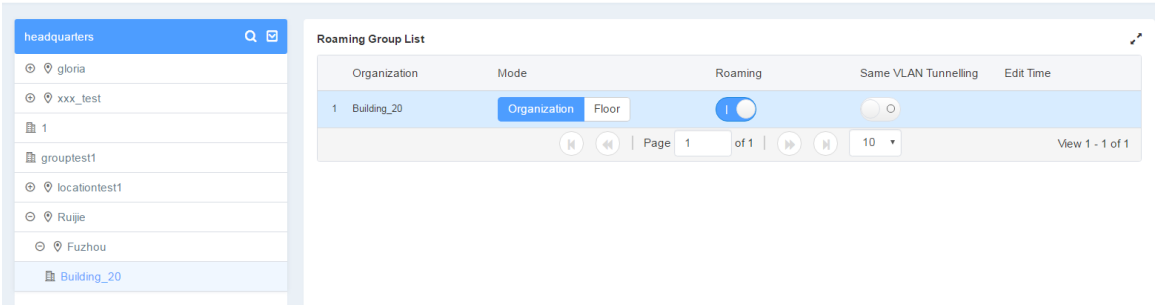 headquarters
gloria
xxx_test
1
grouptest1
locationtest1
Ruijie
Fuzhou
Building_20
Roaming Group List
Organization Mode Roaming Same VLAN Tunnelling Edit Time
1 Building_20 Organization Floor
Page 1 of 1 10 View 1 - 1 of 1